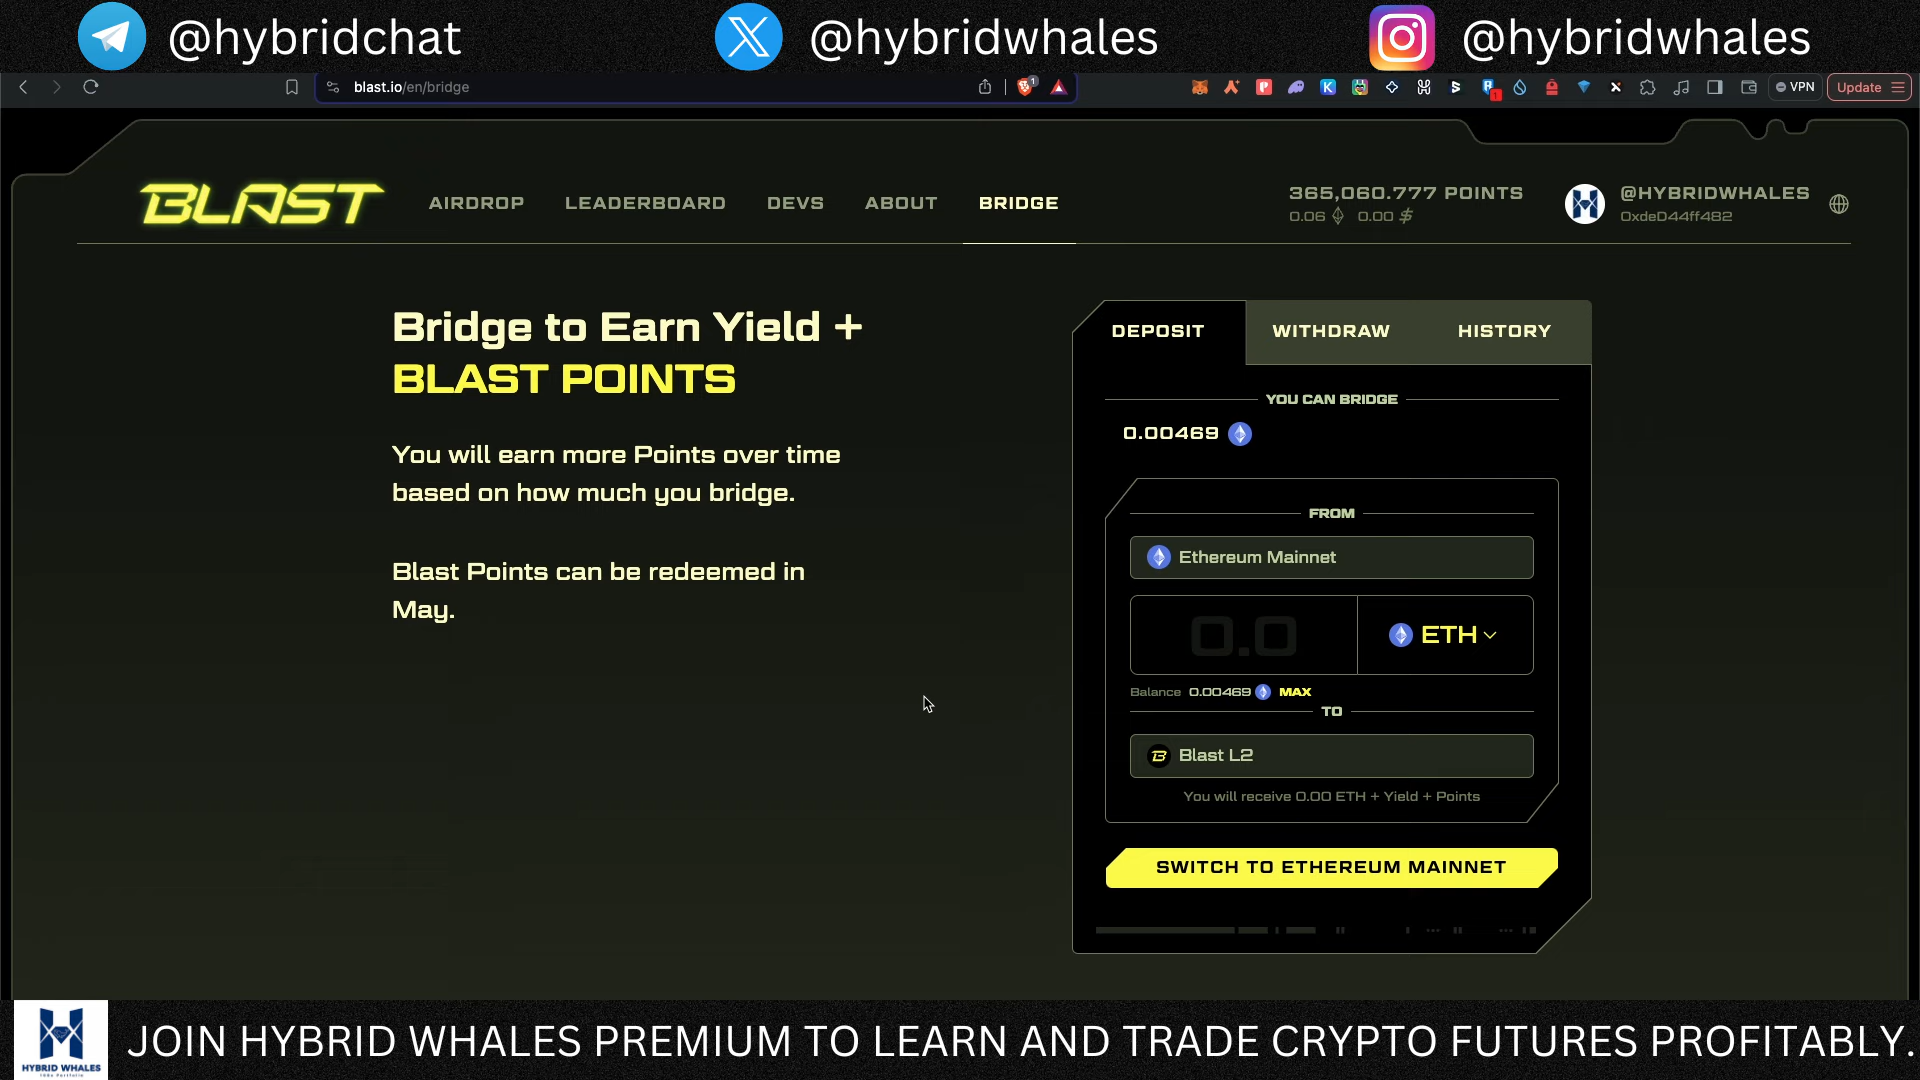 @hybridchat
@hybridwhales
@hybridwhales
blast.io/en/bridge
1
1
VPN
Update
BLAST
AIRDROP
LEADERBOARD
DEVS
ABOUT
BRIDGE
365,060.777 POINTS
0.06 0.00
@HYBRIDWHALES
0xdeD44ff482
Bridge to Earn Yield +
BLAST POINTS
You will earn more Points over time
based on how much you bridge.
Blast Points can be redeemed in
May.
DEPOSIT
WITHDRAW
HISTORY
YOU CAN BRIDGE
0.00469
FROM
Ethereum Mainnet
0.0
ETH
Balance 0.00469 MAX
TO
Blast L2
You will receive 0.00 ETH + Yield + Points
SWITCH TO ETHEREUM MAINNET
HYBRID WHALES
JOIN HYBRID WHALES PREMIUM TO LEARN AND TRADE CRYPTO FUTURES PROFITABLY.